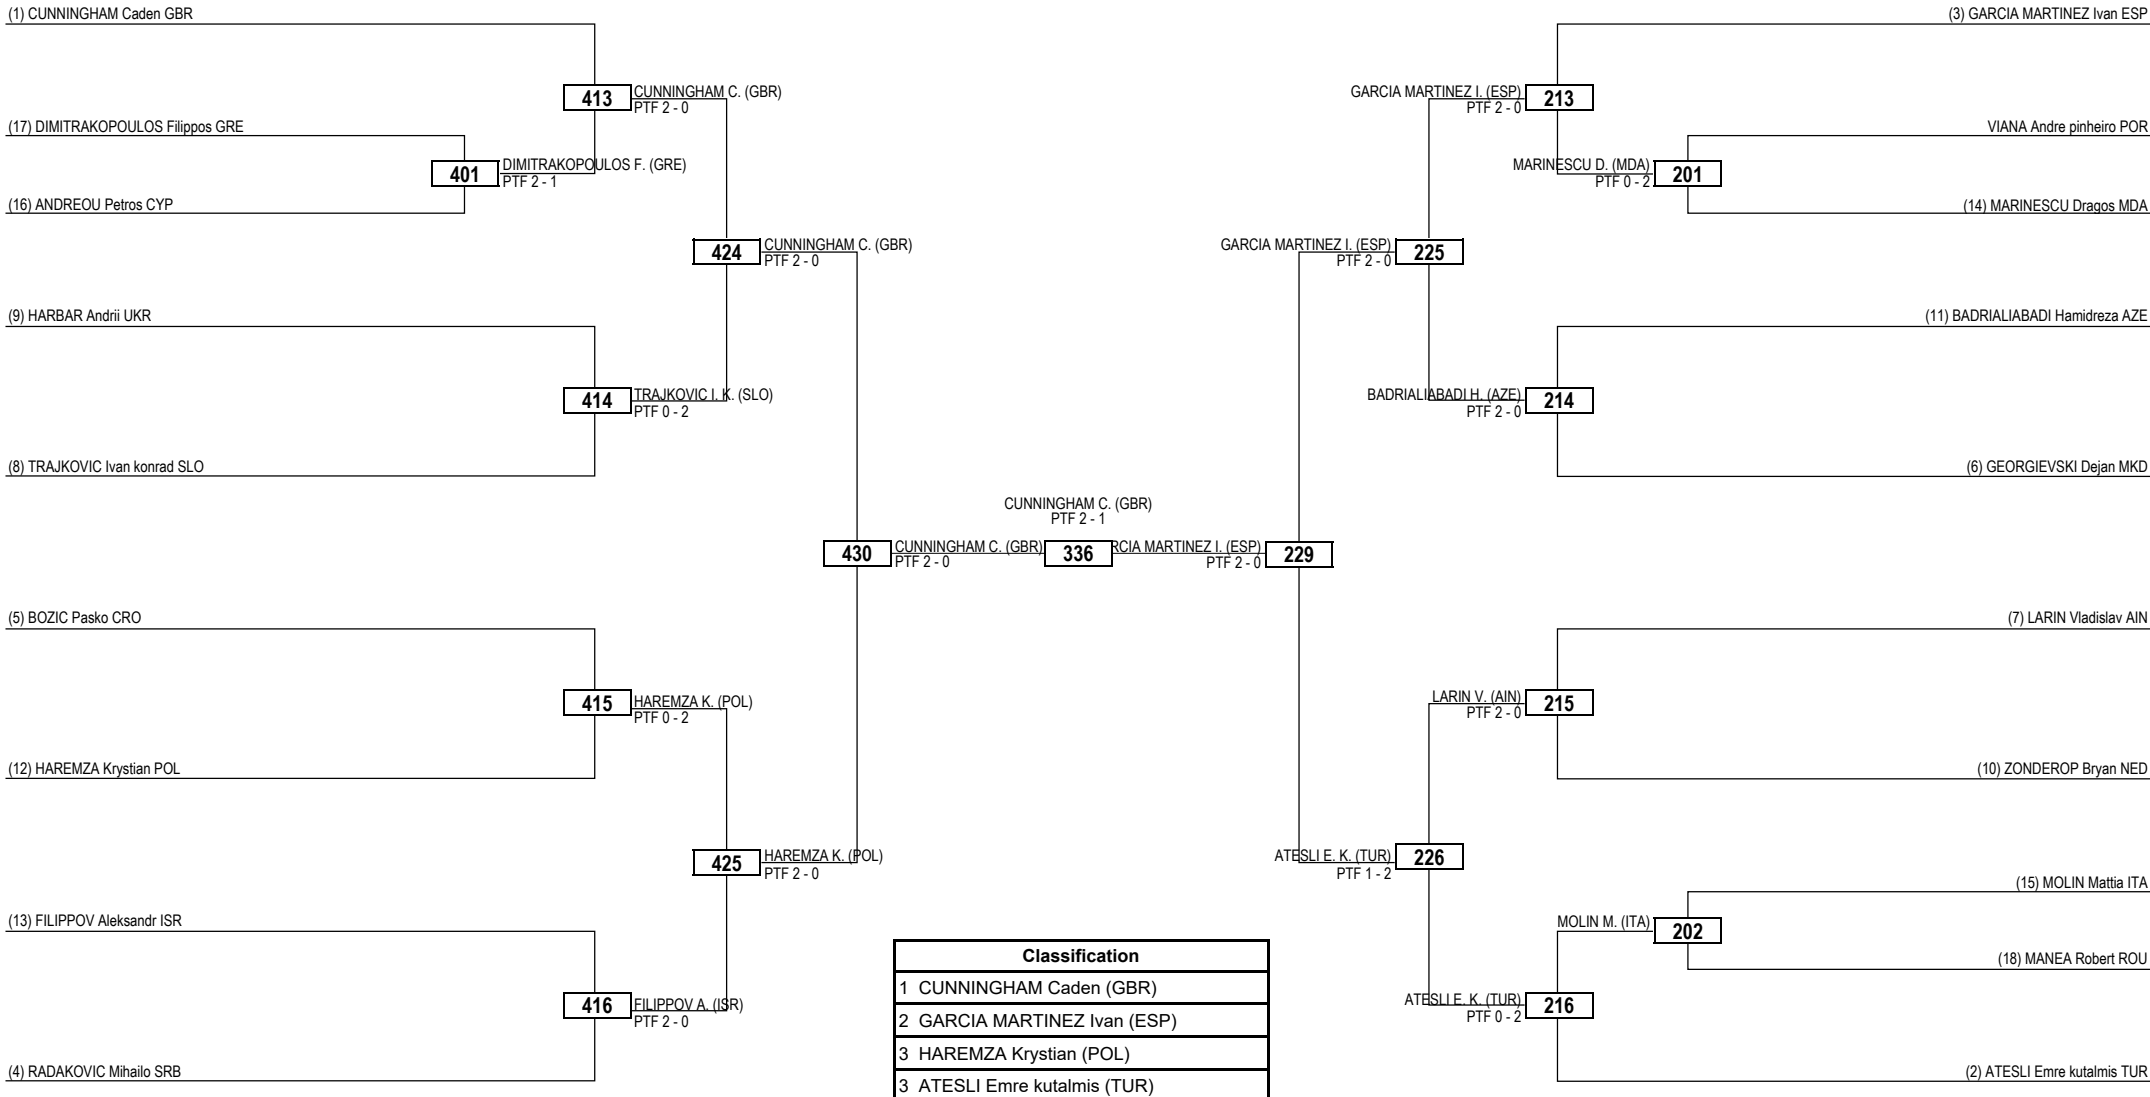 (1) CUNNINGHAM Caden GBR
413
CUNNINGHAM C. (GBR)
PTF 2 - 0
(17) DIMITRAKOPOULOS Filippos GRE
401
DIMITRAKOPOULOS F. (GRE)
PTF 2 - 1
(16) ANDREOU Petros CYP
424
CUNNINGHAM C. (GBR)
PTF 2 - 0
(9) HARBAR Andrii UKR
414
TRAJKOVIC I. K. (SLO)
PTF 0 - 2
(8) TRAJKOVIC Ivan konrad SLO
430
CUNNINGHAM C. (GBR)
PTF 2 - 0
(5) BOZIC Pasko CRO
415
HAREMZA K. (POL)
PTF 0 - 2
(12) HAREMZA Krystian POL
425
HAREMZA K. (POL)
PTF 2 - 0
(13) FILIPPOV Aleksandr ISR
416
FILIPPOV A. (ISR)
PTF 2 - 0
(4) RADAKOVIC Mihailo SRB
CUNNINGHAM C. (GBR)
PTF 2 - 1
336
(3) GARCIA MARTINEZ Ivan ESP
GARCIA MARTINEZ I. (ESP)
PTF 2 - 0
213
VIANA Andre pinheiro POR
MARINESCU D. (MDA)
PTF 0 - 2
201
(14) MARINESCU Dragos MDA
GARCIA MARTINEZ I. (ESP)
PTF 2 - 0
225
(11) BADRIALIABADI Hamidreza AZE
BADRIALIABADI H. (AZE)
PTF 2 - 0
214
(6) GEORGIEVSKI Dejan MKD
RCIA MARTINEZ I. (ESP)
PTF 2 - 0
229
(7) LARIN Vladislav AIN
LARIN V. (AIN)
PTF 2 - 0
215
(10) ZONDEROP Bryan NED
ATESLI E. K. (TUR)
PTF 1 - 2
226
(15) MOLIN Mattia ITA
MOLIN M. (ITA)
202
(18) MANEA Robert ROU
ATESLI E. K. (TUR)
PTF 0 - 2
216
(2) ATESLI Emre kutalmis TUR
Classification
1 CUNNINGHAM Caden (GBR)
2 GARCIA MARTINEZ Ivan (ESP)
3 HAREMZA Krystian (POL)
3 ATESLI Emre kutalmis (TUR)